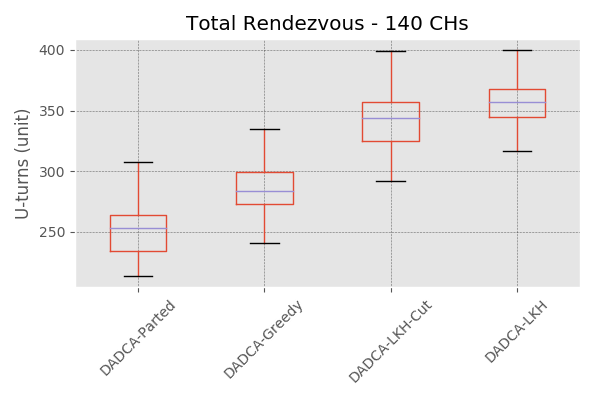 Total Rendezvous - 140 CHs
U-turns (unit)
400
350
300
250
DADCA-Parted
DADCA-Greedy
DADCA-LKH-Cut
DADCA-LKH